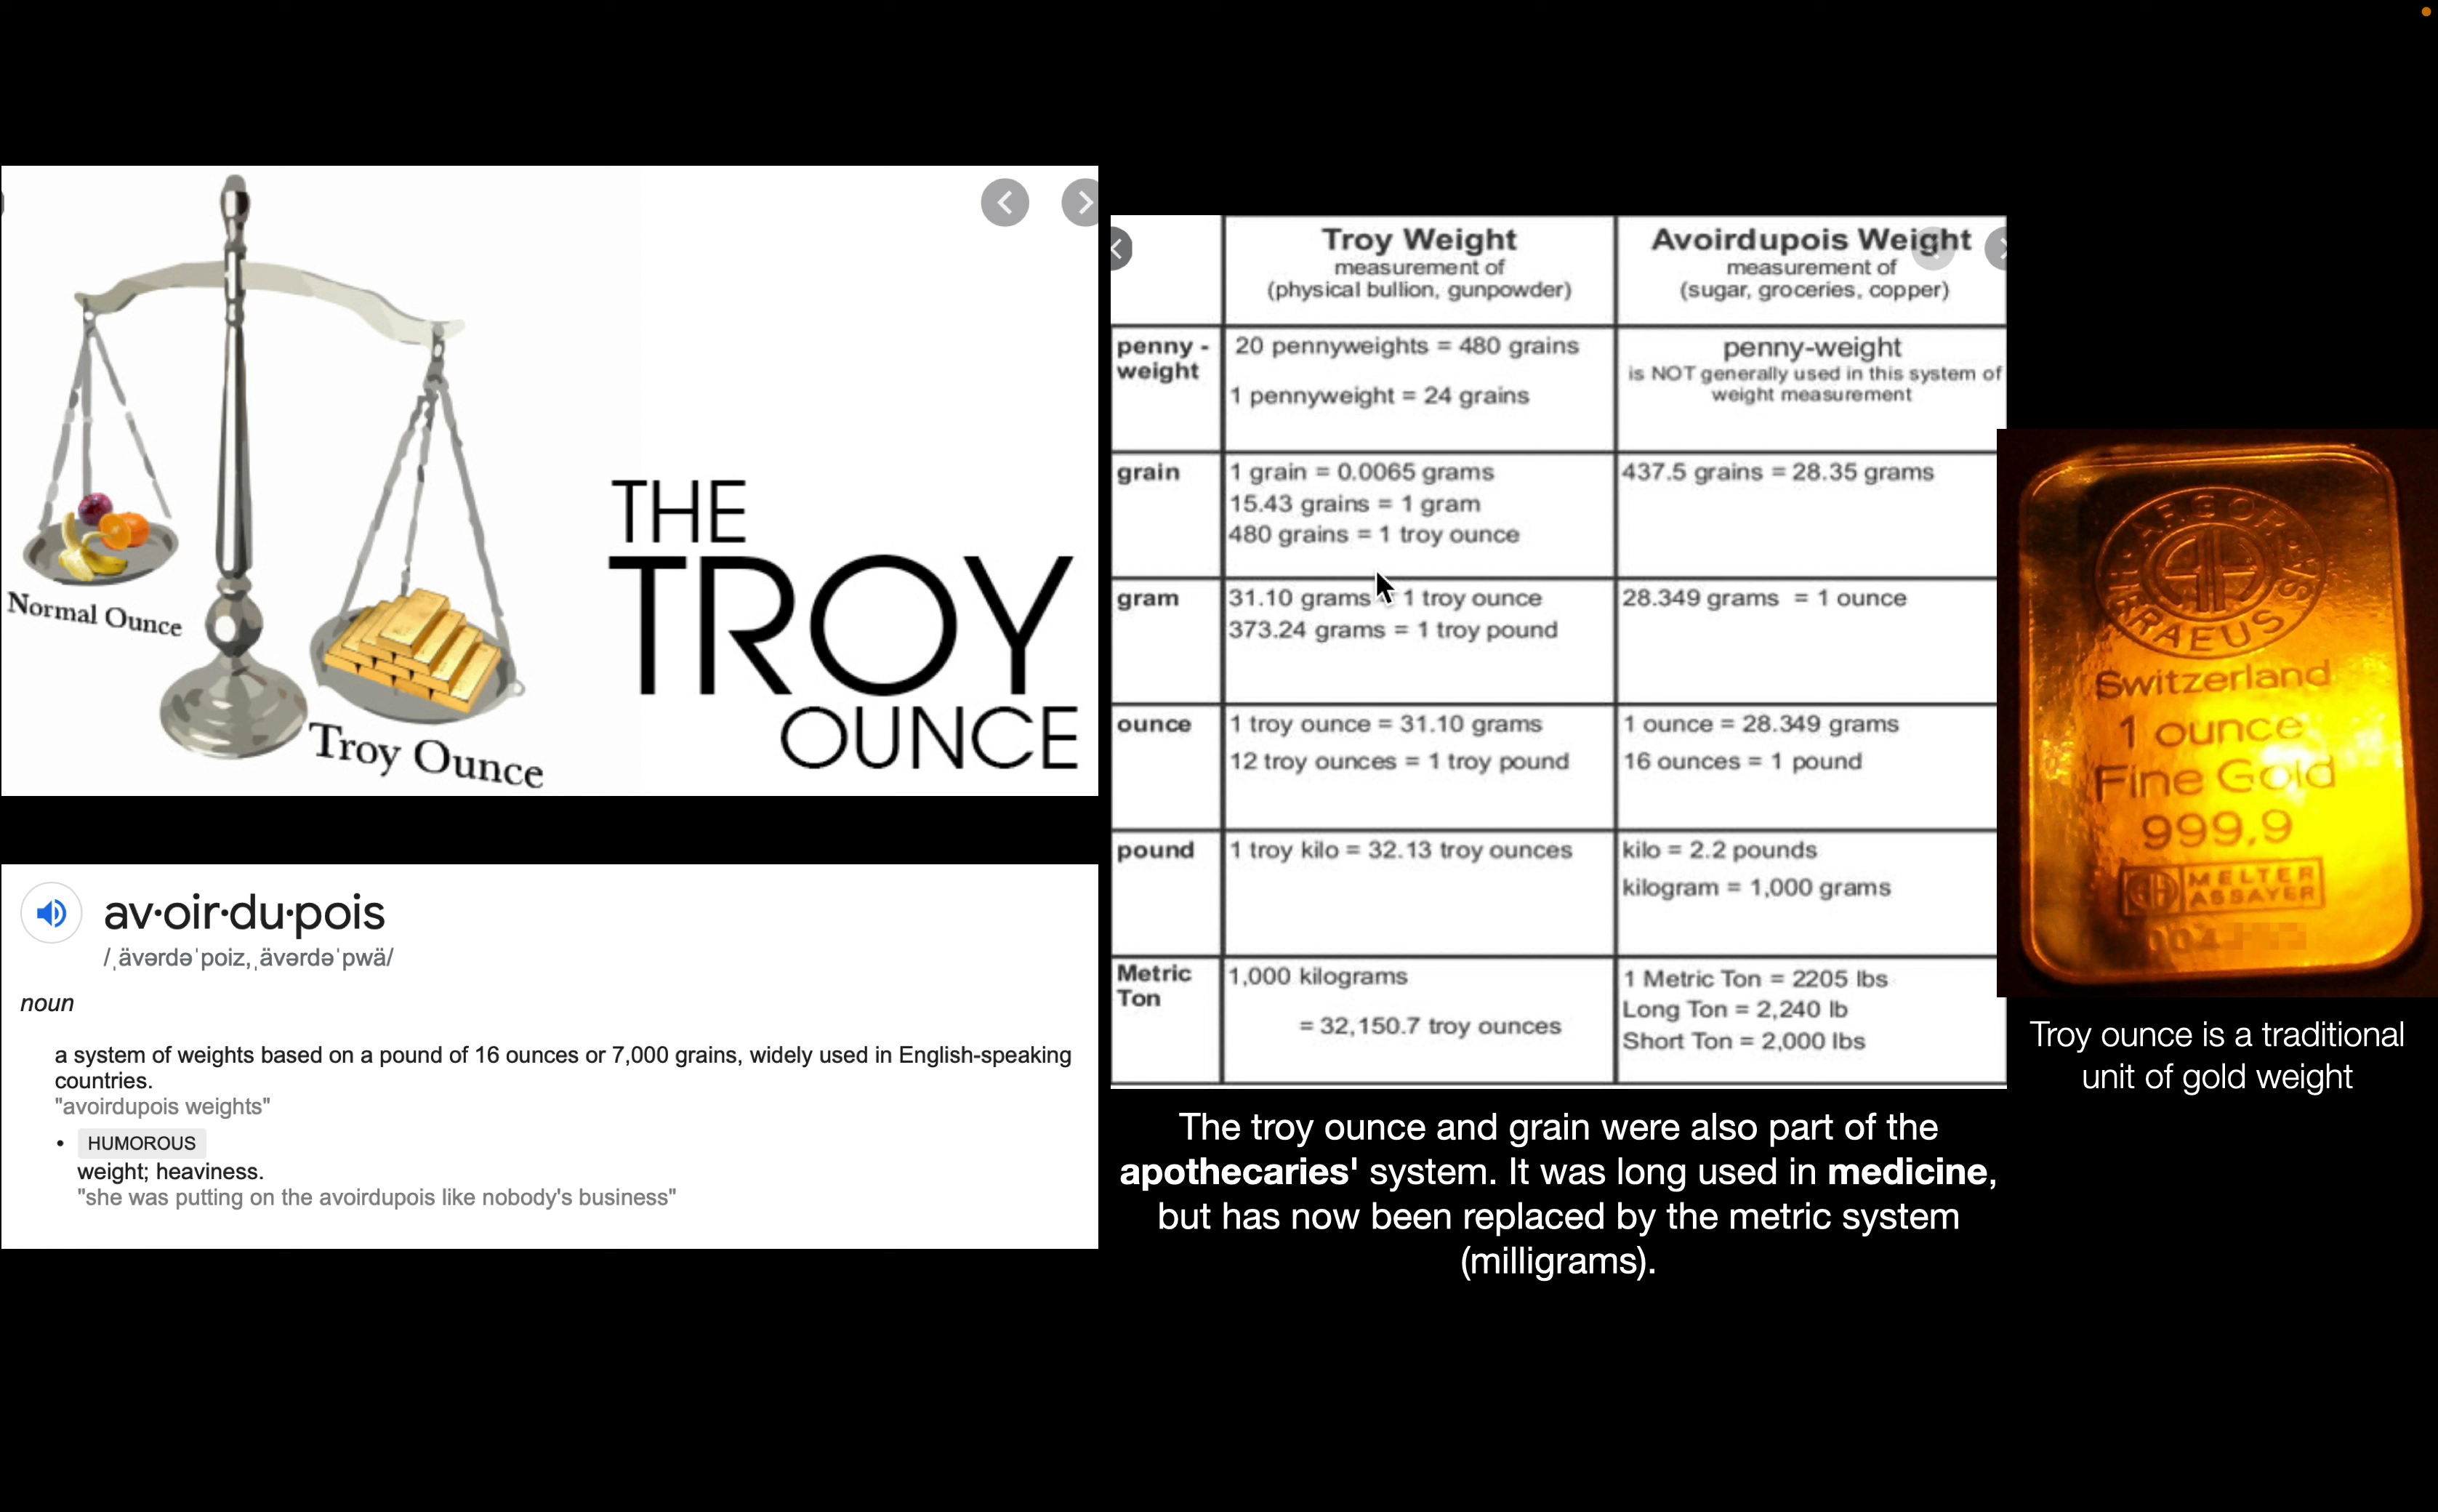 Normal Ounce
Troy Ounce
THE
TROY
OUNCE
av·oir·du·pois
/ˌävərdəˈpoiz,ˌävərdəˈpwä/
noun
a system of weights based on a pound of 16 ounces or 7,000 grains, widely used in English-speaking
countries.
"avoirdupois weights"
• HUMOROUS
weight; heaviness.
"she was putting on the avoirdupois like nobody's business"
Troy Weight
measurement of
(physical bullion, gunpowder)
Avoirdupois Weight
measurement of
(sugar, groceries, copper)
penny -
weight
20 pennyweights = 480 grains
1 pennyweight = 24 grains
penny-weight
is NOT generally used in this system of
weight measurement
grain
1 grain = 0.0065 grams
15.43 grains = 1 gram
480 grains = 1 troy ounce
437.5 grains = 28.35 grams
gram
31.10 grams = 1 troy ounce
373.24 grams = 1 troy pound
28.349 grams = 1 ounce
ounce
1 troy ounce = 31.10 grams
12 troy ounces = 1 troy pound
1 ounce = 28.349 grams
16 ounces = 1 pound
pound
1 troy kilo = 32.13 troy ounces
kilo = 2.2 pounds
kilogram = 1,000 grams
Metric
Ton
1,000 kilograms
= 32,150.7 troy ounces
1 Metric Ton = 2205 lbs
Long Ton = 2,240 lb
Short Ton = 2,000 lbs
The troy ounce and grain were also part of the
apothecaries' system. It was long used in medicine,
but has now been replaced by the metric system
(milligrams).
Switzerland
1 ounce
Fine Gold
999,9
MELTER
ASSAYER
Troy ounce is a traditional
unit of gold weight